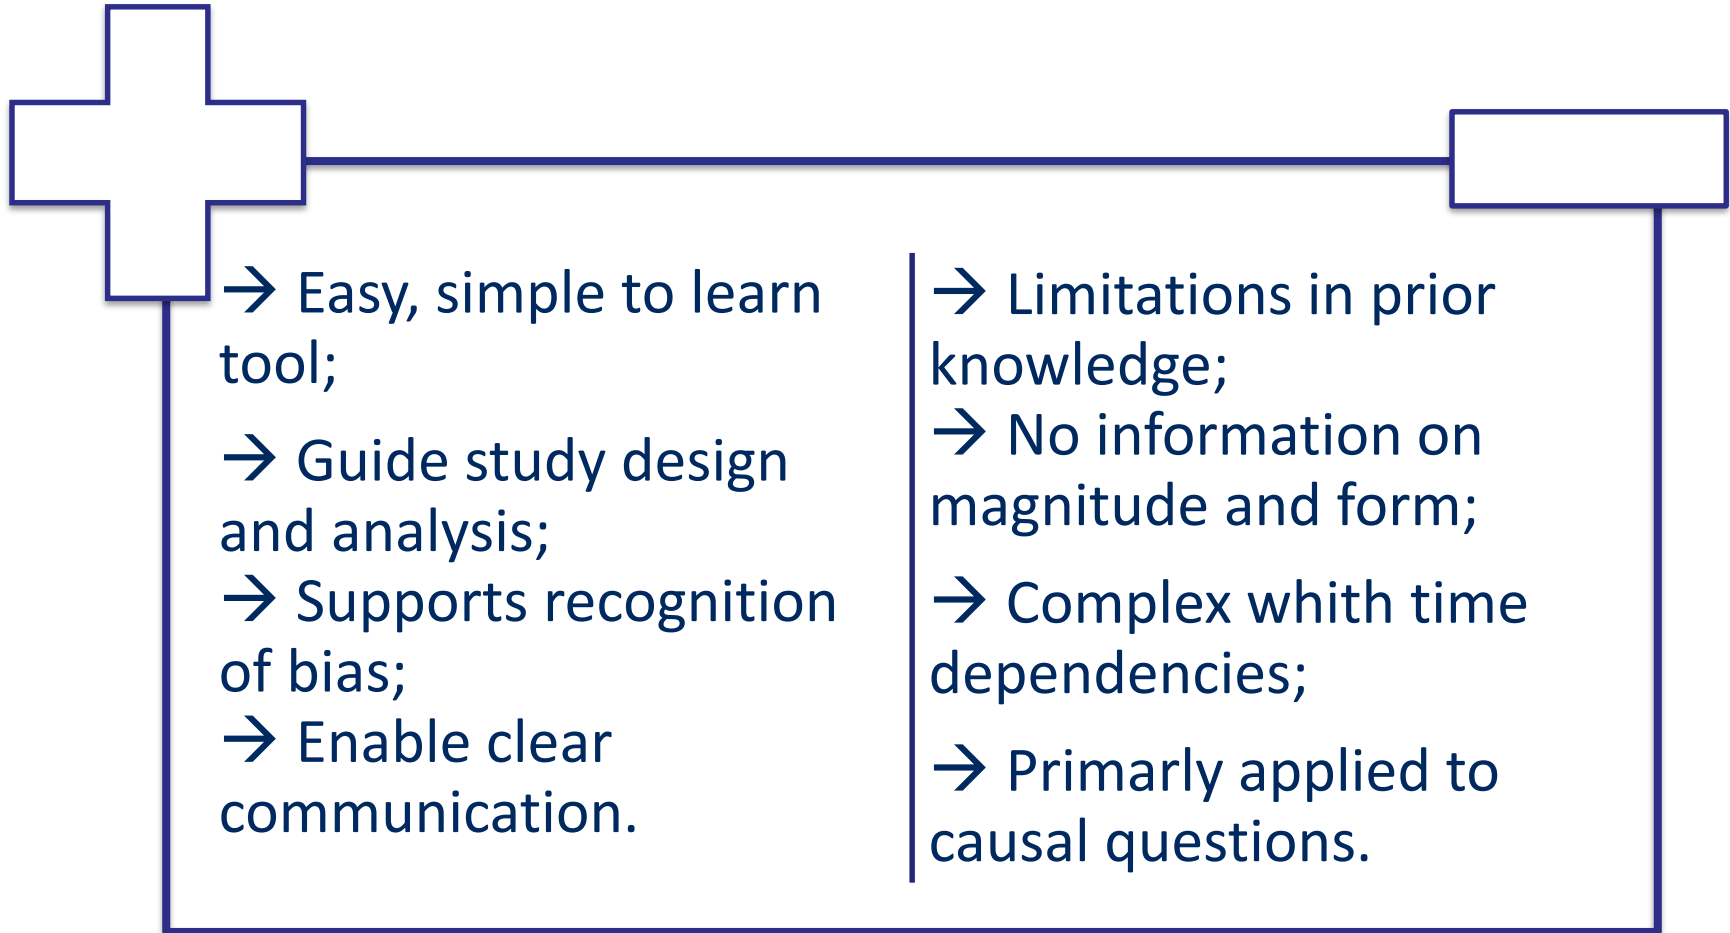 → Easy, simple to learn
tool;
→ Guide study design
and analysis;
→ Supports recognition
of bias;
→ Enable clear
communication.
→ Limitations in prior
knowledge;
→ No information on
magnitude and form;
→ Complex whith time
dependencies;
→ Primarly applied to
causal questions.